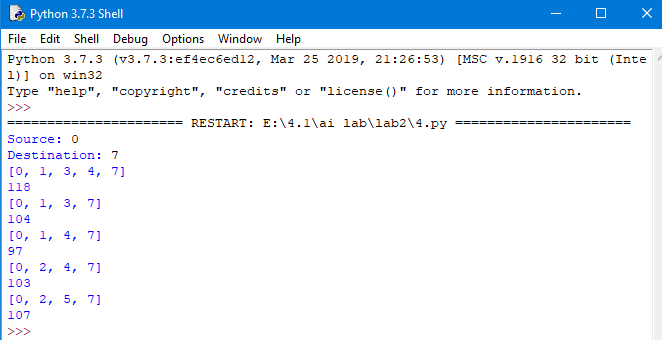 Python 3.7.3 Shell
File Edit Shell Debug Options Window Help
Python 3.7.3 (v3.7.3:ef4ec6ed12, Mar 25 2019, 21:26:53) [MSC v.1916 32 bit (Inte
l)] on win32
Type "help", "copyright", "credits" or "license()" for more information.
>>>
====================== RESTART: E:\4.1\ai lab\lab2\4.py ======================
Source: 0
Destination: 7
[0, 1, 3, 4, 7]
118
[0, 1, 3, 7]
104
[0, 1, 4, 7]
97
[0, 2, 4, 7]
103
[0, 2, 5, 7]
107
>>>